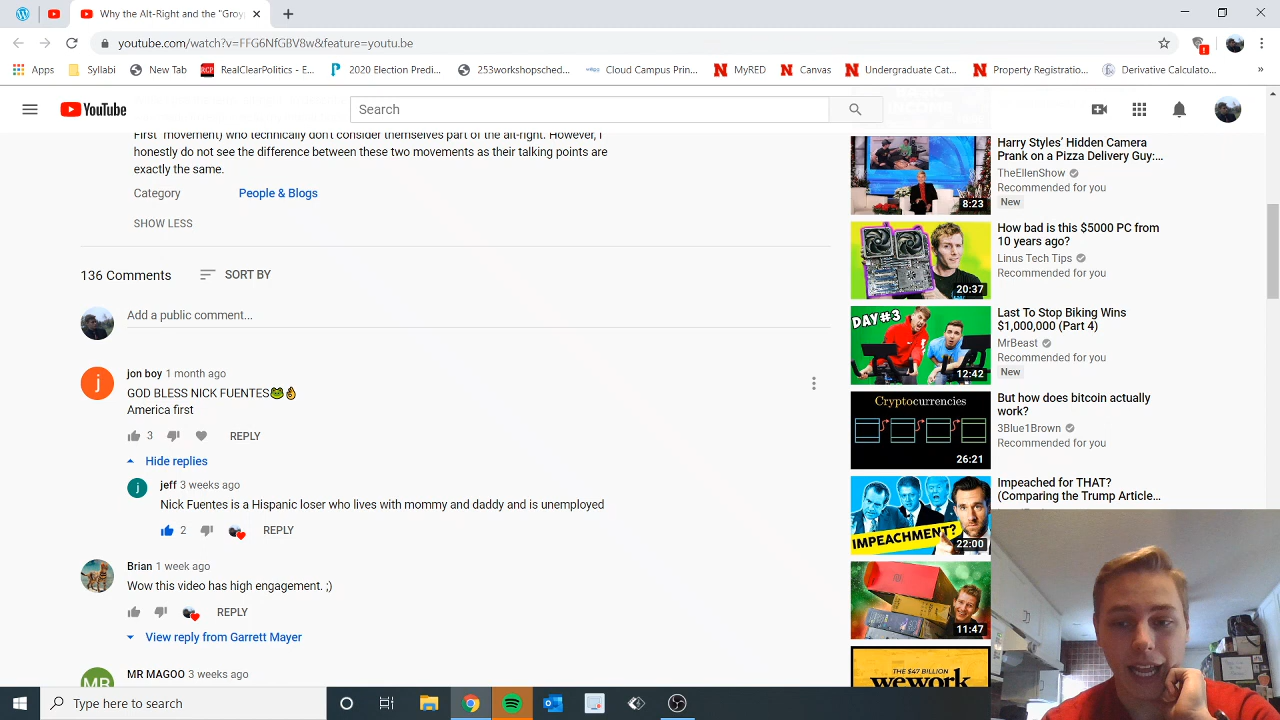 Why the Alt-Right and the "Groy
youtube.com/watch?v=FFG6NfGBV8w&feature=youtu.be
Apps
Syllabi
New Tab
RealClearPolitics - E...
2020 Election Predi...
253workshopsched...
Cloud Campus Prin...
MyRED
Canvas
Undergraduate Cat...
Property Registratio...
Derivative Calculato...
»
YouTube
Search
First' movement) who technically don't consider themselves part of the alt-right. However, I
honestly do not see the difference between these two movements as their talking points are
exactly the same.
Category
People & Blogs
SHOW LESS
136 Comments
SORT BY
Add a public comment...
j
jon boy 1 month ago
GOD BLESS NICK FUENTES🐸👌
America first
3
REPLY
Hide replies
j
jeff 3 weeks ago
Nick Fuentes is a Hispanic loser who lives with mommy and daddy and is unemployed
2
REPLY
Brian 1 week ago
Wow this video has high engagement. ;)
REPLY
View reply from Garrett Mayer
MR MAGOO 3 weeks ago
INCOME
8:23
Harry Styles' Hidden Camera
Prank on a Pizza Delivery Guy:...
TheEllenShow
Recommended for you
New
20:37
How bad is this $5000 PC from
10 years ago?
Linus Tech Tips
Recommended for you
DAY#3
12:42
Last To Stop Biking Wins
$1,000,000 (Part 4)
MrBeast
Recommended for you
New
Cryptocurrencies
26:21
But how does bitcoin actually
work?
3Blue1Brown
Recommended for you
IMPEACHMENT?
22:00
Impeached for THAT?
(Comparing the Trump Article...
11:47
THE $47 BILLION
wework
Type here to search